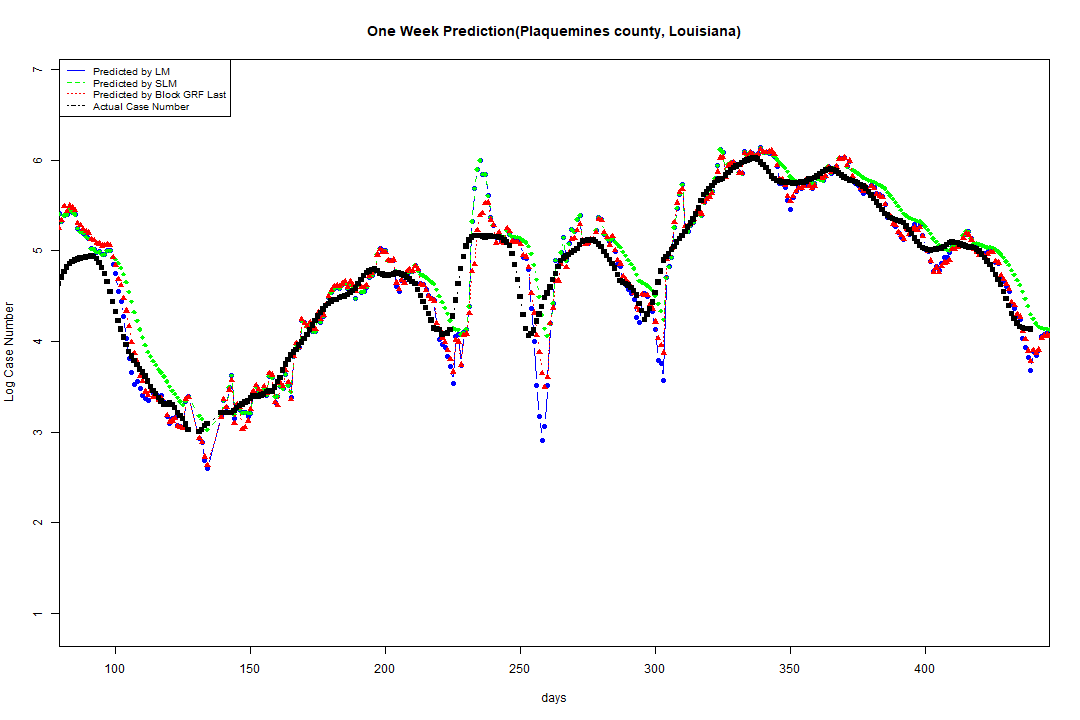 One Week Prediction(Plaquemines county, Louisiana)
Predicted by LM
Predicted by SLM
Predicted by Block GRF Last
Actual Case Number
7
6
5
4
3
2
1
Log Case Number
100 150 200 250 300 350 400
days